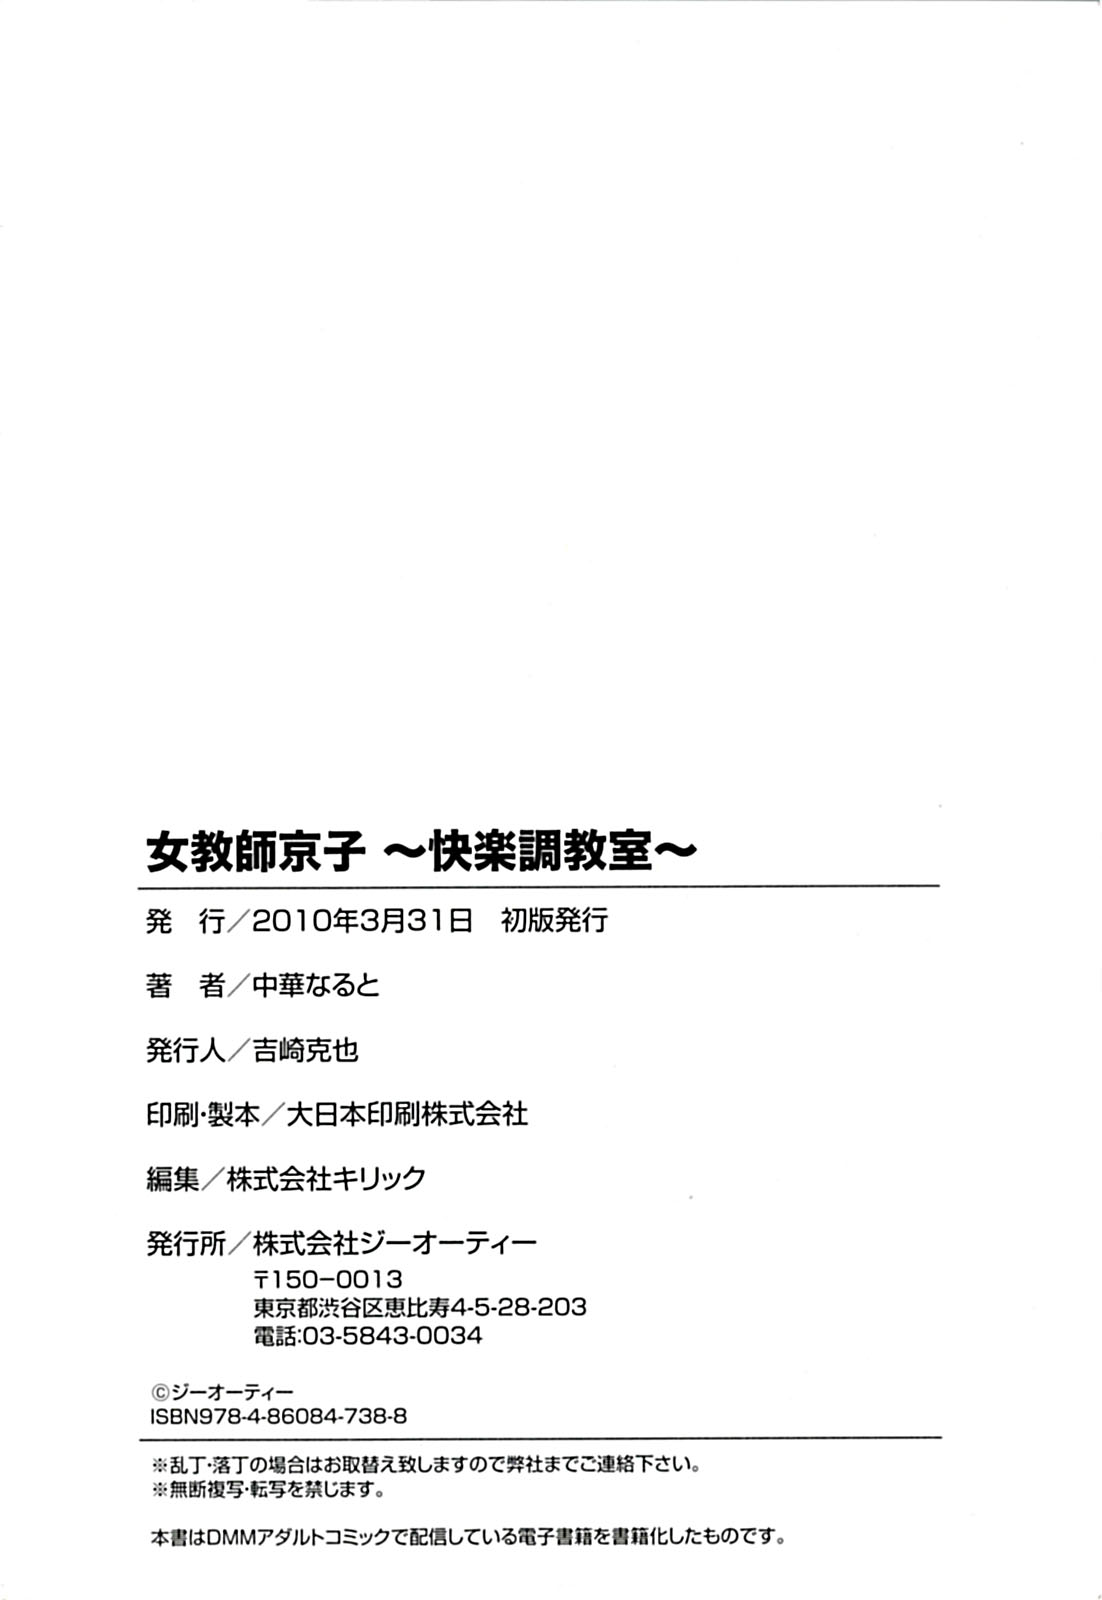 女教師京子 ～快楽調教室～
発　行／2010年3月31日　初版発行
著　者／中華なると
発行人／吉崎克也
印刷・製本／大日本印刷株式会社
編集／株式会社キリック
発行所／株式会社ジーオーティー
〒150-0013
東京都渋谷区恵比寿4-5-28-203
電話：03-5843-0034
©ジーオーティー
ISBN978-4-86084-738-8
※乱丁・落丁の場合はお取替え致しますので弊社までご連絡下さい。
※無断複写・転写を禁じます。
本書はDMMアダルトコミックで配信している電子書籍を書籍化したものです。